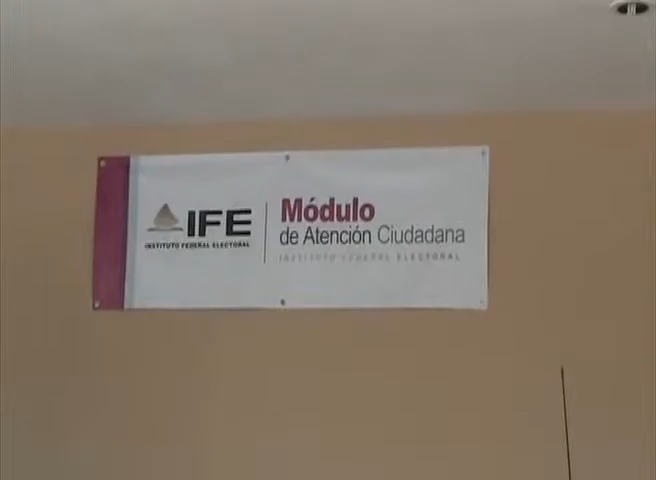 IFE
INSTITUTO FEDERAL ELECTORAL
Módulo
de Atención Ciudadana
INSTITUTO FEDERAL ELECTORAL